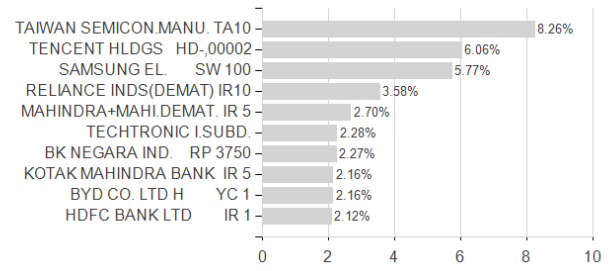 TAIWAN SEMICON.MANU. TA10 8.26%
TENCENT HLDGS HD-,00002 6.06%
SAMSUNG EL. SW 100 5.77%
RELIANCE INDS(DEMAT) IR10 3.58%
MAHINDRA+MAHI.DEMAT. IR 5 2.70%
TECHTRONIC I.SUBD. 2.28%
BK NEGARA IND. RP 3750 2.27%
KOTAK MAHINDRA BANK IR 5 2.16%
BYD CO. LTD H YC 1 2.16%
HDFC BANK LTD IR 1 2.12%
0 2 4 6 8 10